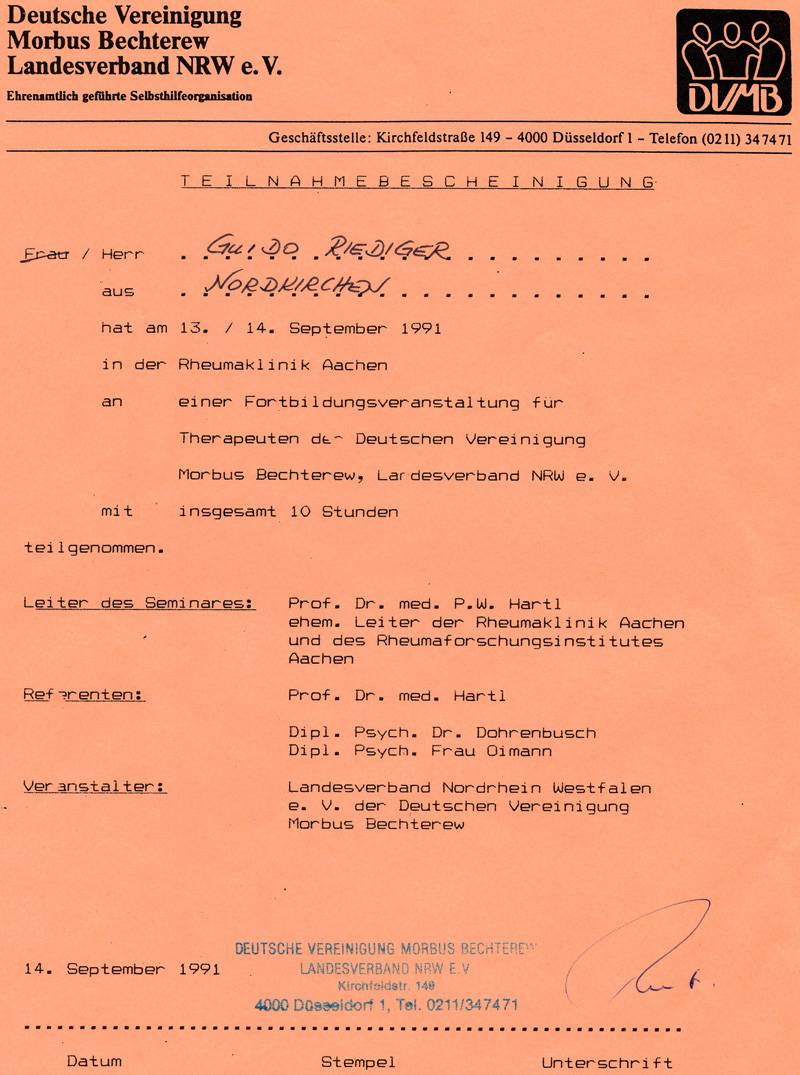 Deutsche Vereinigung
Morbus Bechterew
Landesverband NRW e. V.
Ehrenamtlich geführte Selbsthilfeorganisation
DVMB
Geschäftsstelle: Kirchfeldstraße 149 – 4000 Düsseldorf 1 – Telefon (0211) 347471
TEILNAHMEBESCHEINIGUNG
Frau / Herr GUIDO RIEDIGER
aus NORDKIRCHEN
hat am 13. / 14. September 1991
in der Rheumaklinik Aachen
an einer Fortbildungsveranstaltung für
Therapeuten der Deutschen Vereinigung
Morbus Bechterew, Landesverband NRW e. V.
mit insgesamt 10 Stunden
teilgenommen.
Leiter des Seminares: Prof. Dr. med. P.W. Hartl
ehem. Leiter der Rheumaklinik Aachen
und des Rheumaforschungsinstitutes
Aachen
Referenten: Prof. Dr. med. Hartl
Dipl. Psych. Dr. Dohrenbusch
Dipl. Psych. Frau Oimann
Veranstalter: Landesverband Nordrhein Westfalen
e. V. der Deutschen Vereinigung
Morbus Bechterew
DEUTSCHE VEREINIGUNG MORBUS BECHTEREW
14. September 1991 LANDESVERBAND NRW E.V
Kirchfeldstr. 149
4000 Düsseldorf 1, Tel. 0211/347471
Datum Stempel Unterschrift